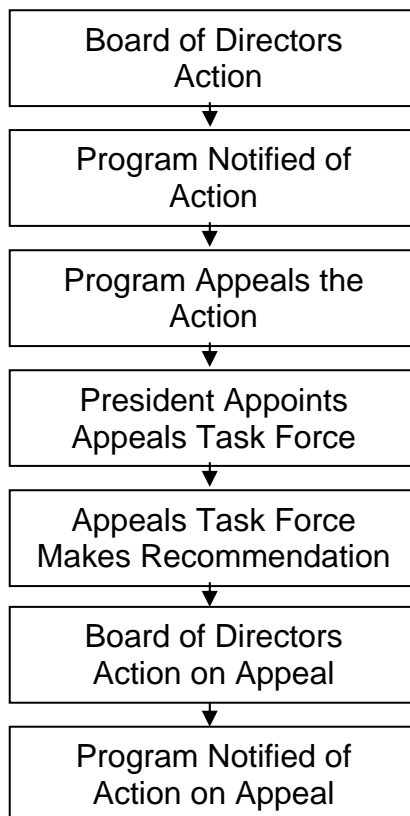 Board of Directors
Action
Program Notified of
Action
Program Appeals the
Action
President Appoints
Appeals Task Force
Appeals Task Force
Makes Recommendation
Board of Directors
Action on Appeal
Program Notified of
Action on Appeal